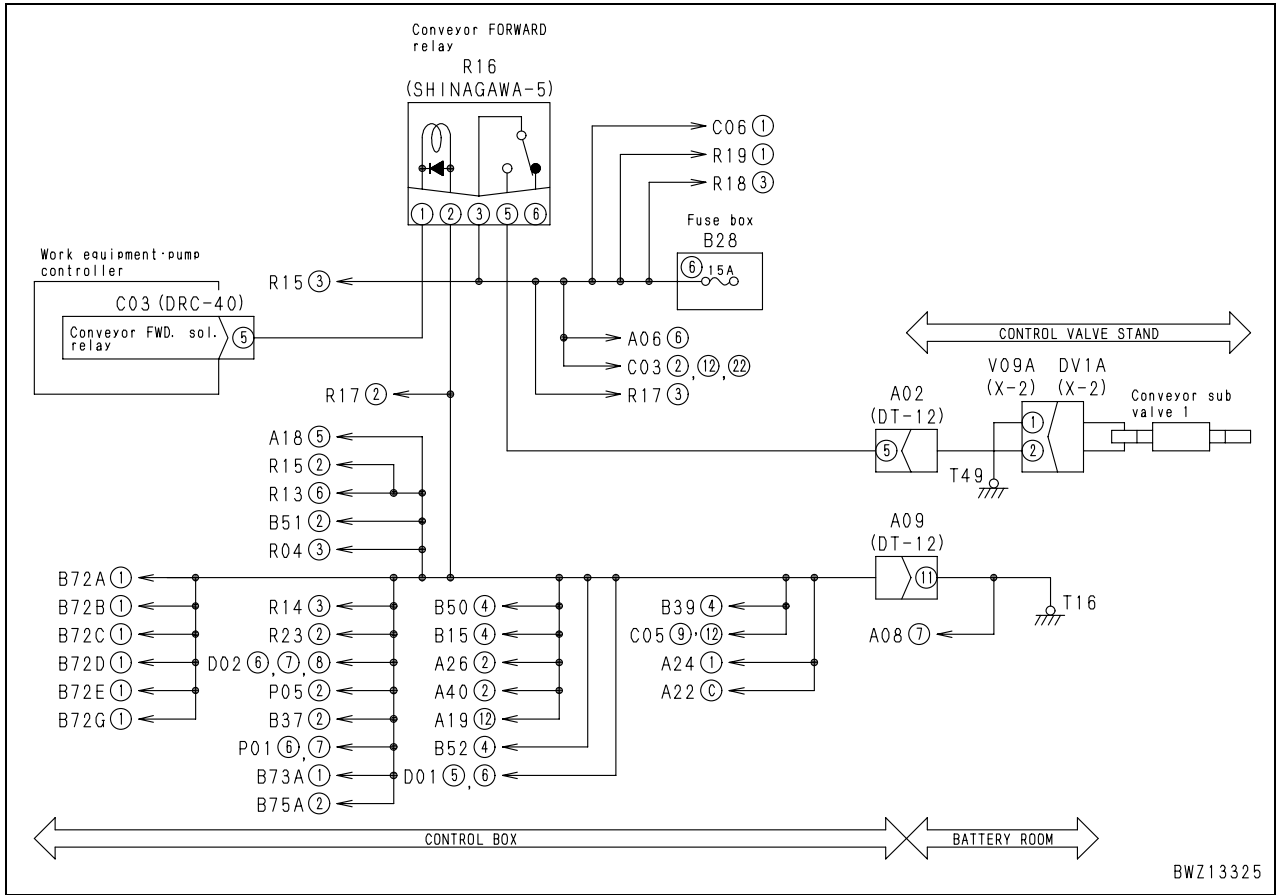 Conveyor FORWARD
relay
R16
(SHINAGAWA-5)
1 2 3 5 6
C06 1
R19 1
R18 3
Fuse box
B28
6 15A
R15 3
Work equipment·pump
controller
C03 (DRC-40)
Conveyor FWD. sol.
relay
5
A06 6
C03 2, 12, 22
R17 3
R17 2
CONTROL VALVE STAND
V09A DV1A
(X-2) (X-2)
Conveyor sub
valve 1
1
2
A02
(DT-12)
5
T49
A18 5
R15 2
R13 6
B51 2
R04 3
A09
(DT-12)
11
T16
A08 7
B72A 1
B72B 1
B72C 1
B72D 1
B72E 1
B72G 1
R14 3
R23 2
D02 6, 7, 8
P05 2
B37 2
P01 6, 7
B73A 1
B75A 2
B50 4
B15 4
A26 2
A40 2
A19 12
B52 4
D01 5, 6
B39 4
C05 9, 12
A24 1
A22 C
CONTROL BOX
BATTERY ROOM
BWZ13325